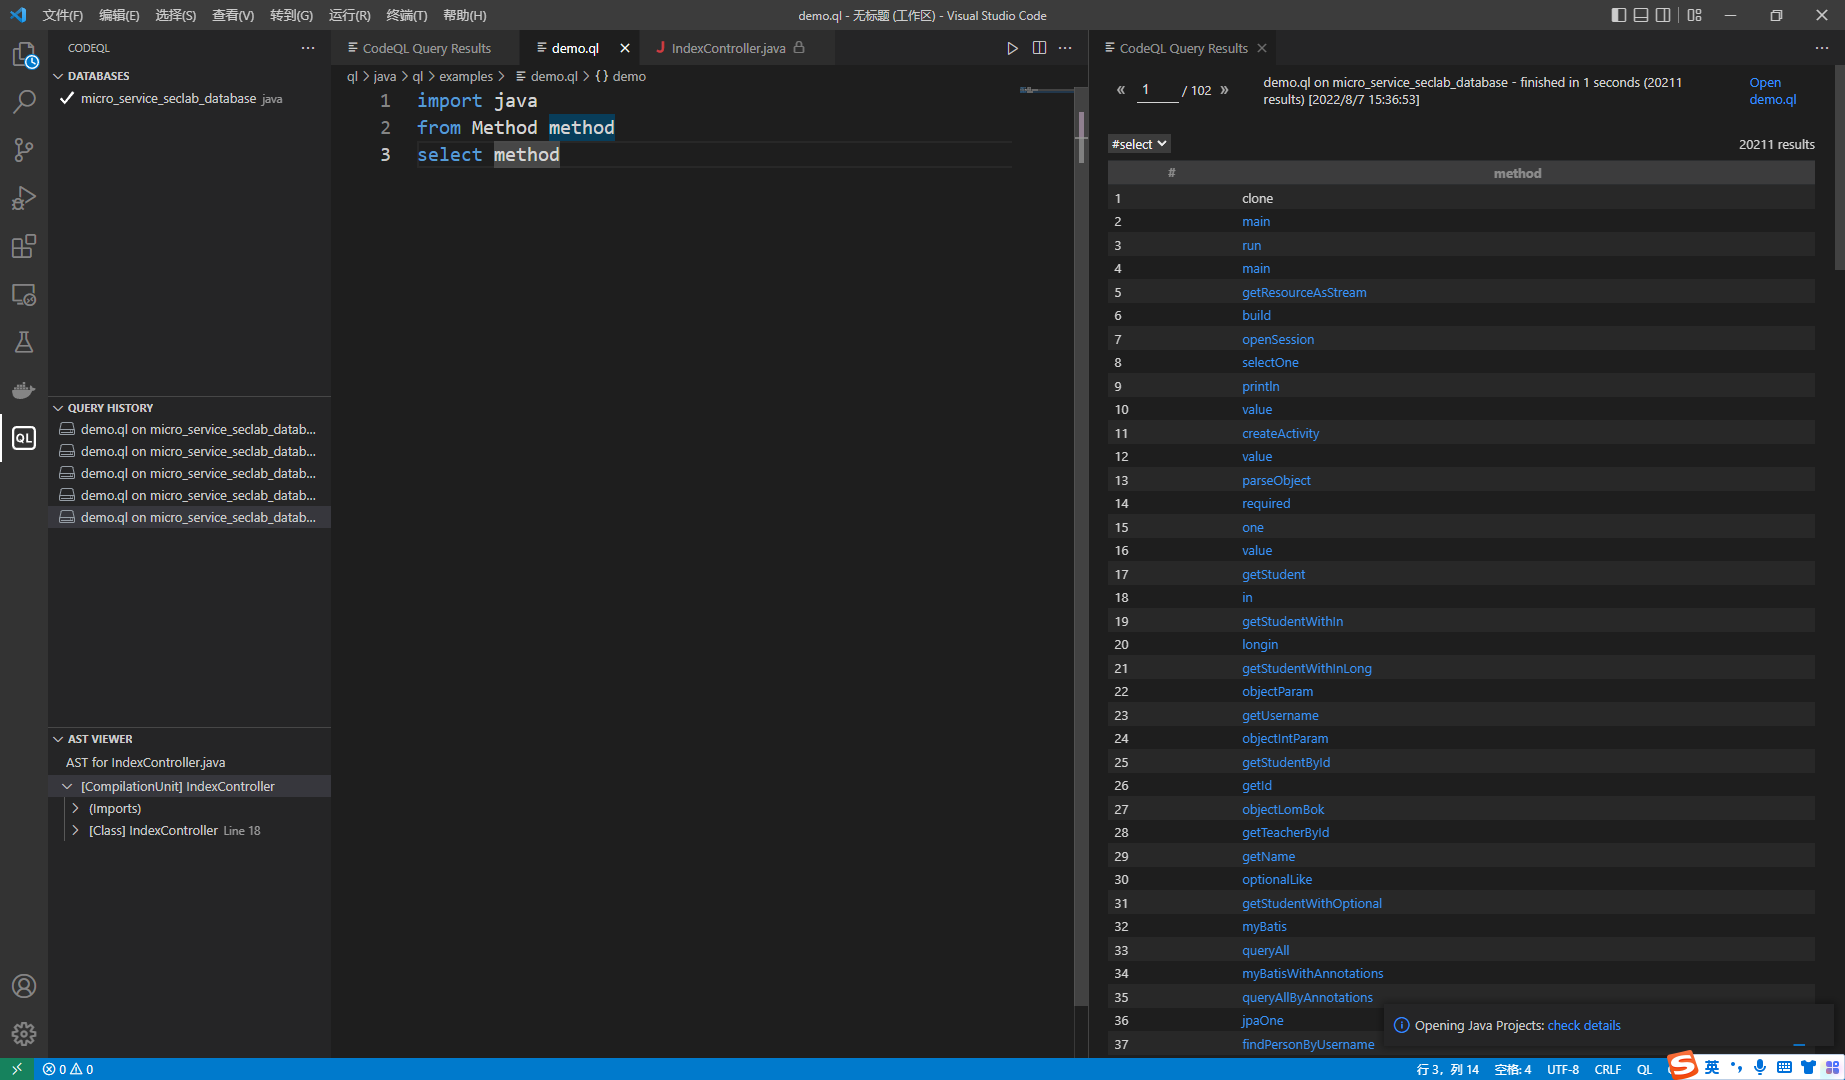 文件(F) 编辑(E) 选择(S) 查看(V) 转到(G) 运行(R) 终端(T) 帮助(H)
demo.ql - 无标题 (工作区) - Visual Studio Code
CODEQL
DATABASES
micro_service_seclab_database java
QUERY HISTORY
demo.ql on micro_service_seclab_datab...
demo.ql on micro_service_seclab_datab...
demo.ql on micro_service_seclab_datab...
demo.ql on micro_service_seclab_datab...
demo.ql on micro_service_seclab_datab...
AST VIEWER
AST for IndexController.java
[CompilationUnit] IndexController
(Imports)
[Class] IndexController Line 18
QL
CodeQL Query Results
demo.ql
IndexController.java
ql > java > ql > examples > demo.ql > {} demo
1 import java
2 from Method method
3 select method
CodeQL Query Results
« 1 / 102 »
demo.ql on micro_service_seclab_database - finished in 1 seconds (20211
results) [2022/8/7 15:36:53]
Open
demo.ql
#select
20211 results
# method
1 clone
2 main
3 run
4 main
5 getResourceAsStream
6 build
7 openSession
8 selectOne
9 println
10 value
11 createActivity
12 value
13 parseObject
14 required
15 one
16 value
17 getStudent
18 in
19 getStudentWithIn
20 longin
21 getStudentWithInLong
22 objectParam
23 getUsername
24 objectIntParam
25 getStudentById
26 getId
27 objectLomBok
28 getTeacherById
29 getName
30 optionalLike
31 getStudentWithOptional
32 myBatis
33 queryAll
34 myBatisWithAnnotations
35 queryAllByAnnotations
36 jpaOne
37 findPersonByUsername
Opening Java Projects: check details
0 0
行 3，列 14 空格: 4 UTF-8 CRLF QL
英